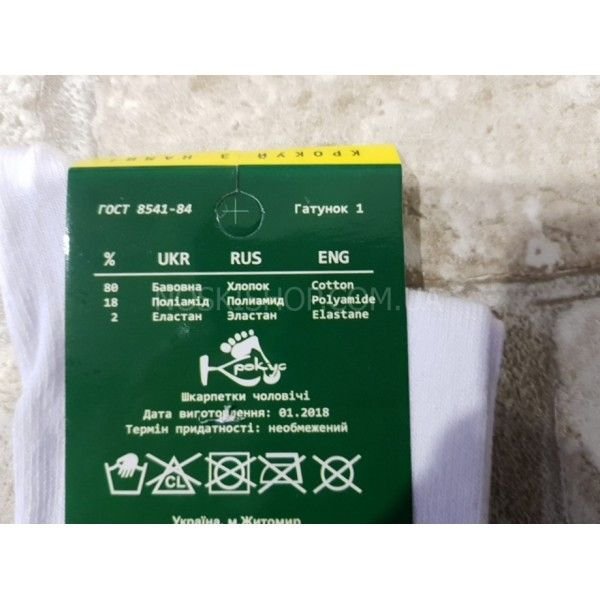 КРОКУЙ З НАМИ!
ГОСТ 8541-84 Гатунок 1
% UKR RUS ENG
80 Бавовна Хлопок Cotton
18 Поліамід Полиамид Polyamide
2 Еластан Эластан Elastane
Крокус
Шкарпетки чоловічі
Дата виготовлення: 01.2018
Термін придатності: необмежений
CL
Україна, м.Житомир